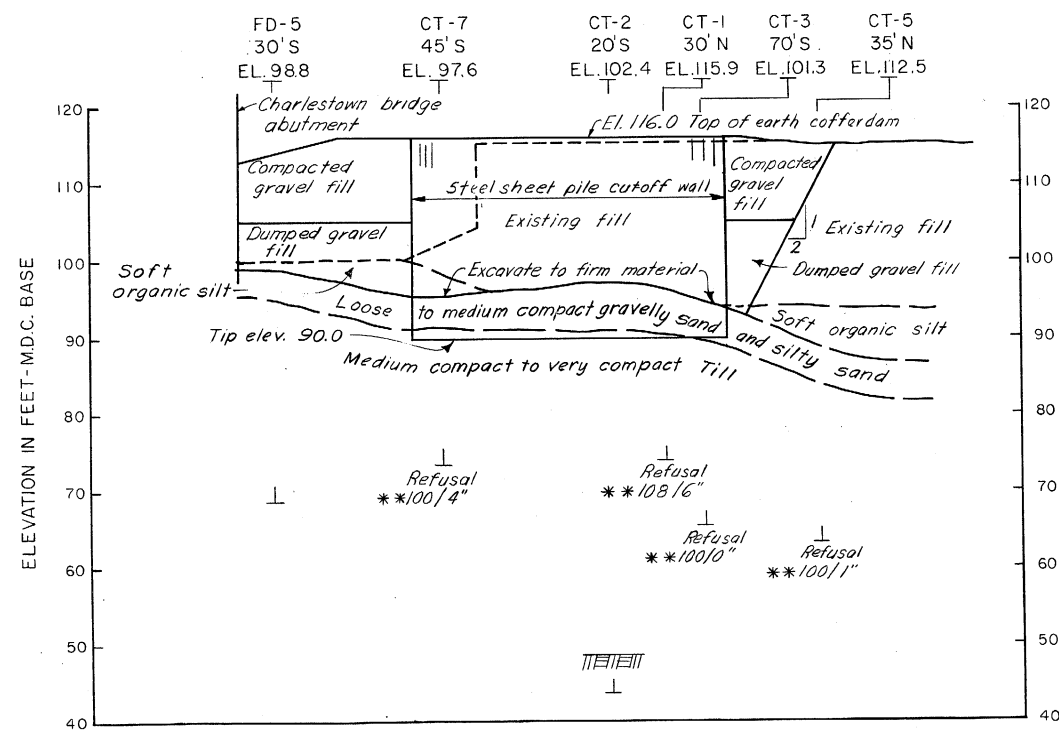 FD-5
30'S
EL. 98.8
CT-7
45'S
EL. 97.6
CT-2
20'S
EL. 102.4
CT-1
30'N
EL. 115.9
CT-3
70'S
EL. 101.3
CT-5
35'N
EL. 112.5
ELEVATION IN FEET - M.D.C. BASE
120
110
100
90
80
70
60
50
40
120
110
100
90
80
70
60
50
40
Charlestown bridge
abutment
El. 116.0 Top of earth cofferdam
Compacted
gravel fill
Steel sheet pile cutoff wall
Compacted
gravel
fill
Existing fill
1
2
Existing fill
Dumped gravel
fill
Dumped gravel fill
Soft
organic silt
Excavate to firm material
Loose to medium compact gravelly sand and silty sand
Soft organic silt
Tip elev. 90.0
Medium compact to very compact Till
Refusal
**100/4"
Refusal
**108/6"
Refusal
**100/0"
Refusal
**100/1"